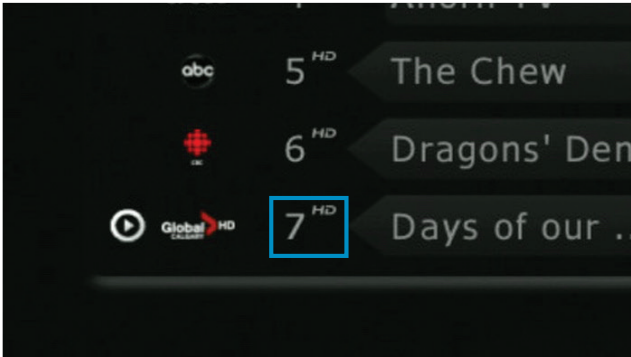 abc 5 HD The Chew
CBC 6 HD Dragons' Den
Global HD CALGARY 7 HD Days of our ..